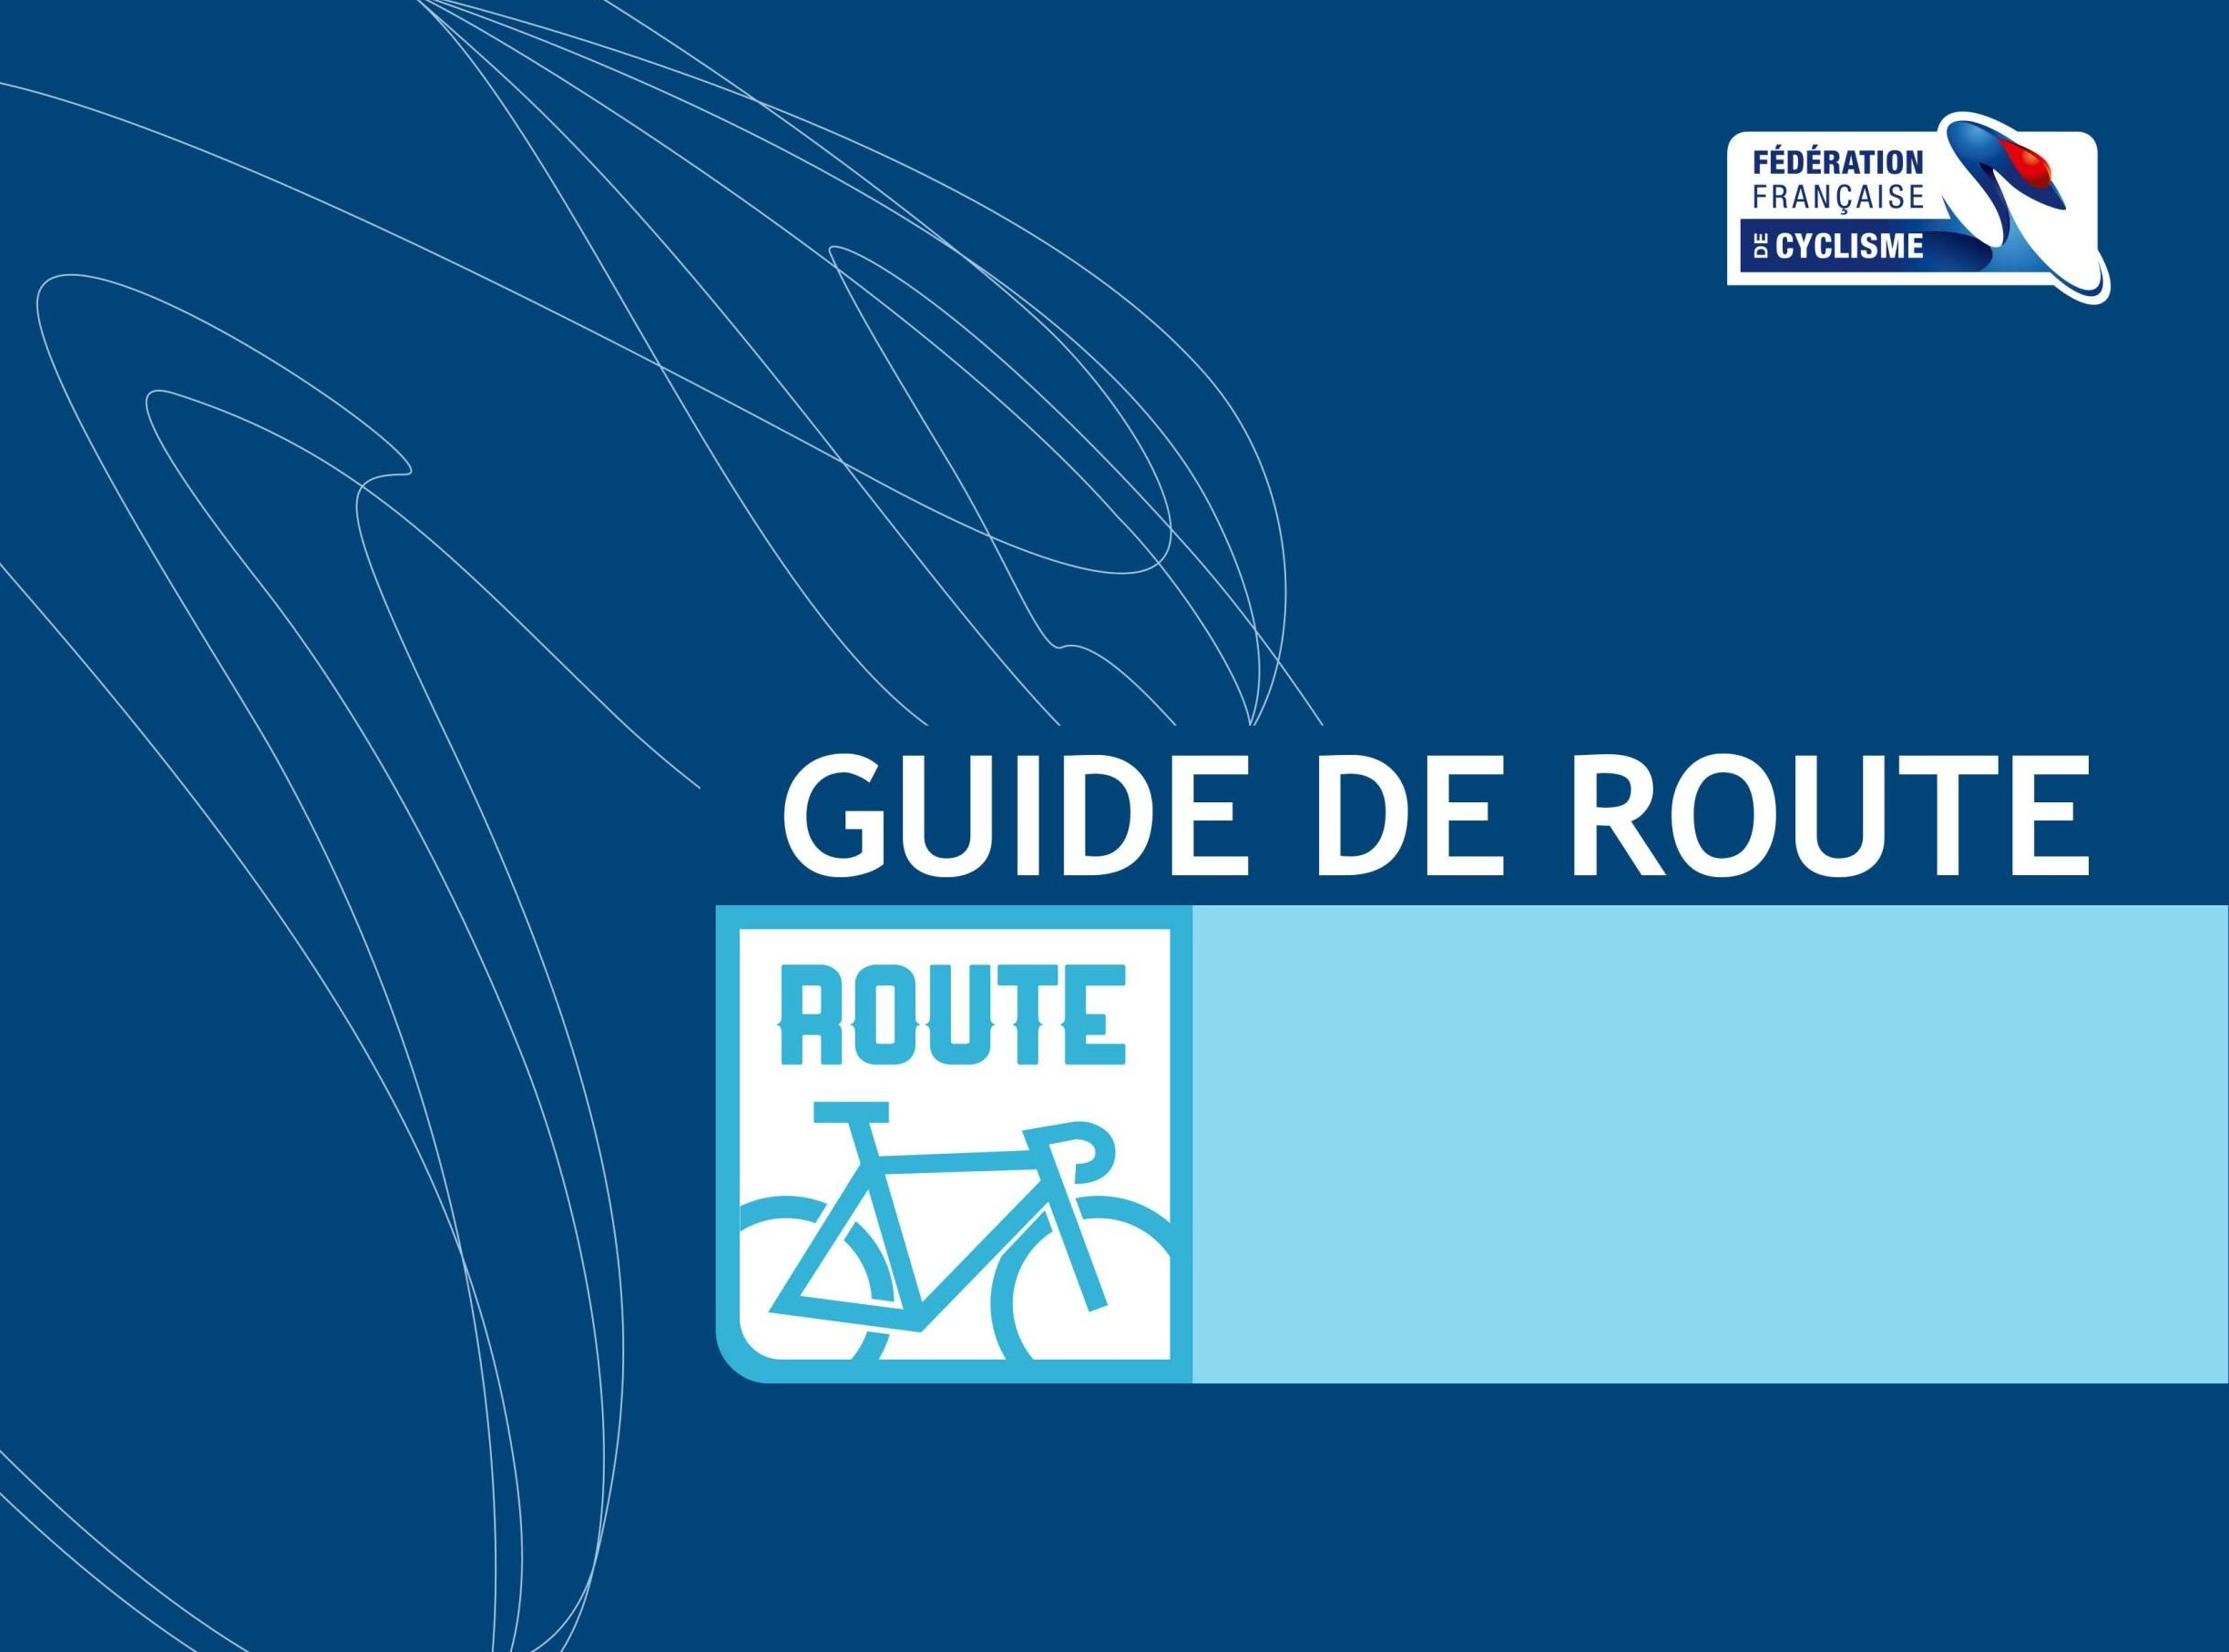 FÉDÉRATION
FRANÇAISE
DE CYCLISME
GUIDE DE ROUTE
ROUTE